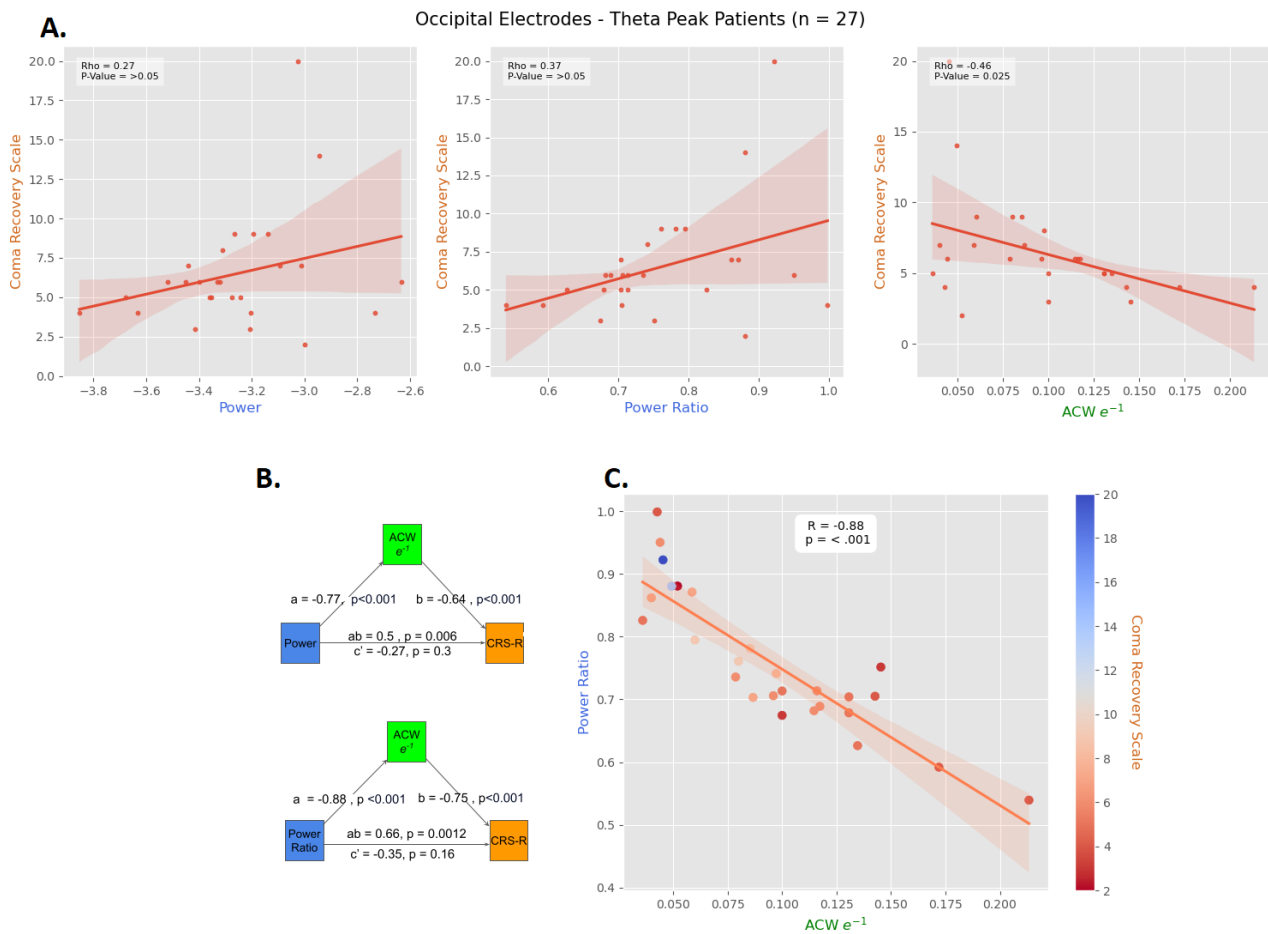 Occipital Electrodes - Theta Peak Patients (n = 27)
A.
Rho = 0.27
P-Value = >0.05
20.0
17.5
15.0
12.5
10.0
7.5
5.0
2.5
0.0
Coma Recovery Scale
−3.8 −3.6 −3.4 −3.2 −3.0 −2.8 −2.6
Power
Rho = 0.37
P-Value = >0.05
20.0
17.5
15.0
12.5
10.0
7.5
5.0
2.5
0.0
Coma Recovery Scale
0.6 0.7 0.8 0.9 1.0
Power Ratio
Rho = -0.46
P-Value = 0.025
20
15
10
5
0
Coma Recovery Scale
0.050 0.075 0.100 0.125 0.150 0.175 0.200
ACW e⁻¹
B.
ACW
e⁻¹
a = -0.77, p<0.001 b = -0.64 , p<0.001
Power
ab = 0.5 , p = 0.006
c' = -0.27, p = 0.3
CRS-R
ACW
e⁻¹
a = -0.88 , p <0.001 b = -0.75 , p<0.001
Power
Ratio
ab = 0.66, p = 0.0012
c' = -0.35, p = 0.16
CRS-R
C.
R = -0.88
p = < .001
1.0
0.9
0.8
0.7
0.6
0.5
0.4
Power Ratio
0.050 0.075 0.100 0.125 0.150 0.175 0.200
ACW e⁻¹
20
18
16
14
12
10
8
6
4
2
Coma Recovery Scale